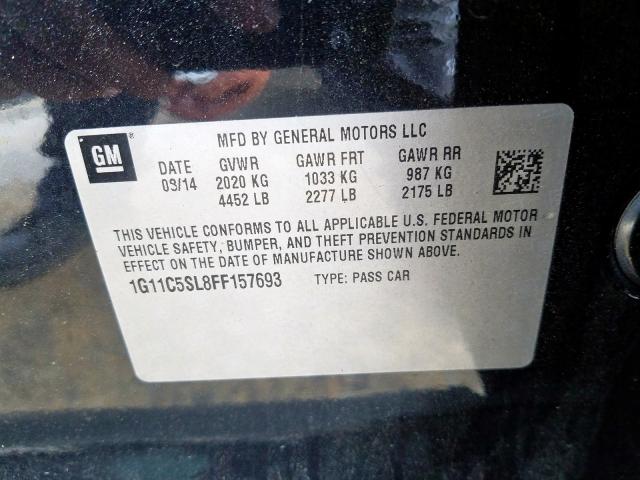 GM
MFD BY GENERAL MOTORS LLC
DATE GVWR GAWR FRT GAWR RR
09/14 2020 KG 1033 KG 987 KG
4452 LB 2277 LB 2175 LB
THIS VEHICLE CONFORMS TO ALL APPLICABLE U.S. FEDERAL MOTOR
VEHICLE SAFETY, BUMPER, AND THEFT PREVENTION STANDARDS IN
EFFECT ON THE DATE OF MANUFACTURE SHOWN ABOVE.
1G11C5SL8FF157693 TYPE: PASS CAR